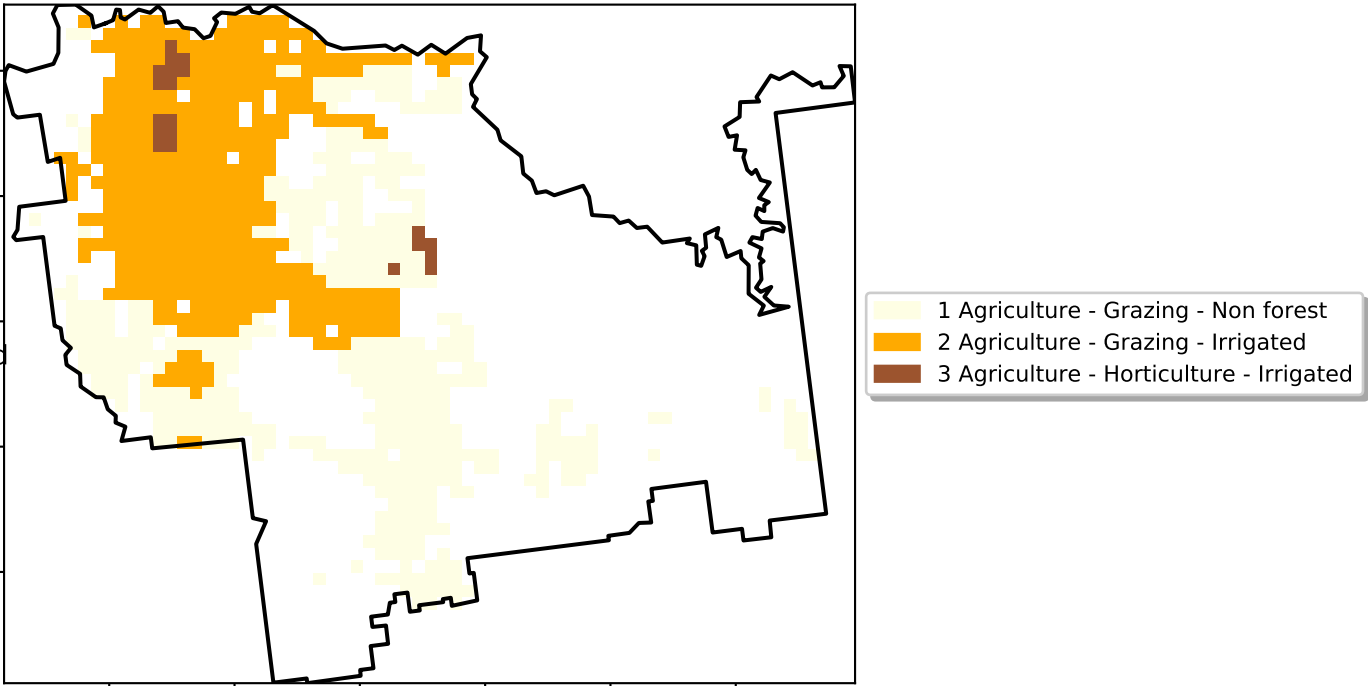 1 Agriculture - Grazing - Non forest
2 Agriculture - Grazing - Irrigated
3 Agriculture - Horticulture - Irrigated